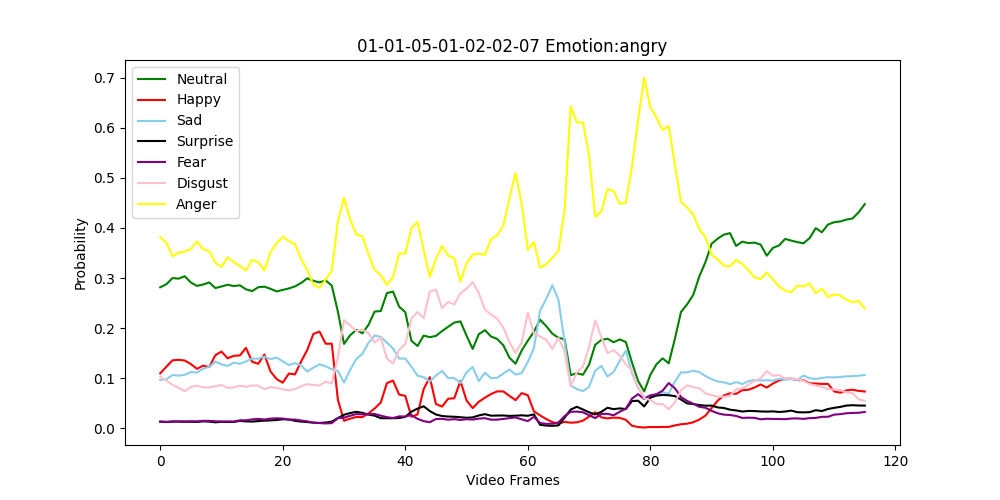 01-01-05-01-02-02-07 Emotion:angry
Neutral
Happy
Sad
Surprise
Fear
Disgust
Anger
Probability
0.7
0.6
0.5
0.4
0.3
0.2
0.1
0.0
0 20 40 60 80 100 120
Video Frames